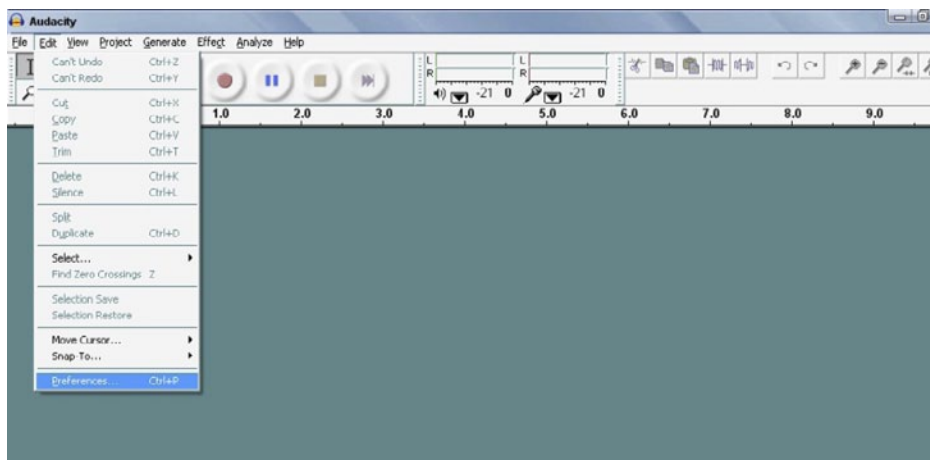 Audacity
File Edit View Project Generate Effect Analyze Help
Can't Undo Ctrl+Z
Can't Redo Ctrl+Y
Cut Ctrl+X
Copy Ctrl+C
Paste Ctrl+V
Trim Ctrl+T
Delete Ctrl+K
Silence Ctrl+L
Split
Duplicate Ctrl+D
Select...
Find Zero Crossings Z
Selection Save
Selection Restore
Move Cursor...
Snap-To...
Preferences... Ctrl+P
L L
R R
-21 0 -21 0
1.0 2.0 3.0 4.0 5.0 6.0 7.0 8.0 9.0